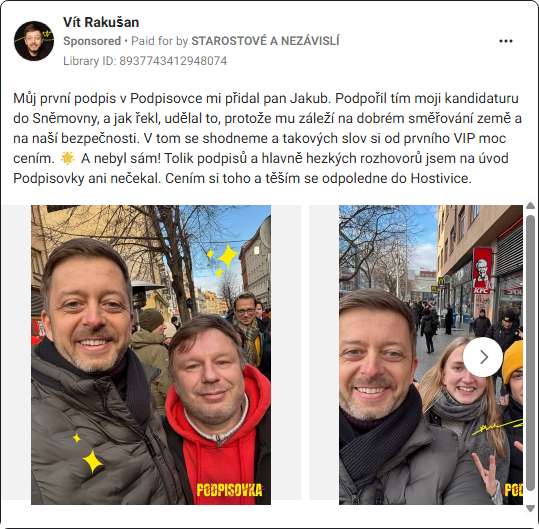 Vít Rakušan
Sponsored • Paid for by STAROSTOVÉ A NEZÁVISLÍ
Library ID: 8937743412948074
Můj první podpis v Podpisovce mi přidal pan Jakub. Podpořil tím moji kandidaturu
do Sněmovny, a jak řekl, udělal to, protože mu záleží na dobrém směřování země a
na naší bezpečnosti. V tom se shodneme a takových slov si od prvního VIP moc
cením. 🌟 A nebyl sám! Tolik podpisů a hlavně hezkých rozhovorů jsem na úvod
Podpisovky ani nečekal. Cením si toho a těším se odpoledne do Hostivice.
KFC
PODPISOVKA
POD